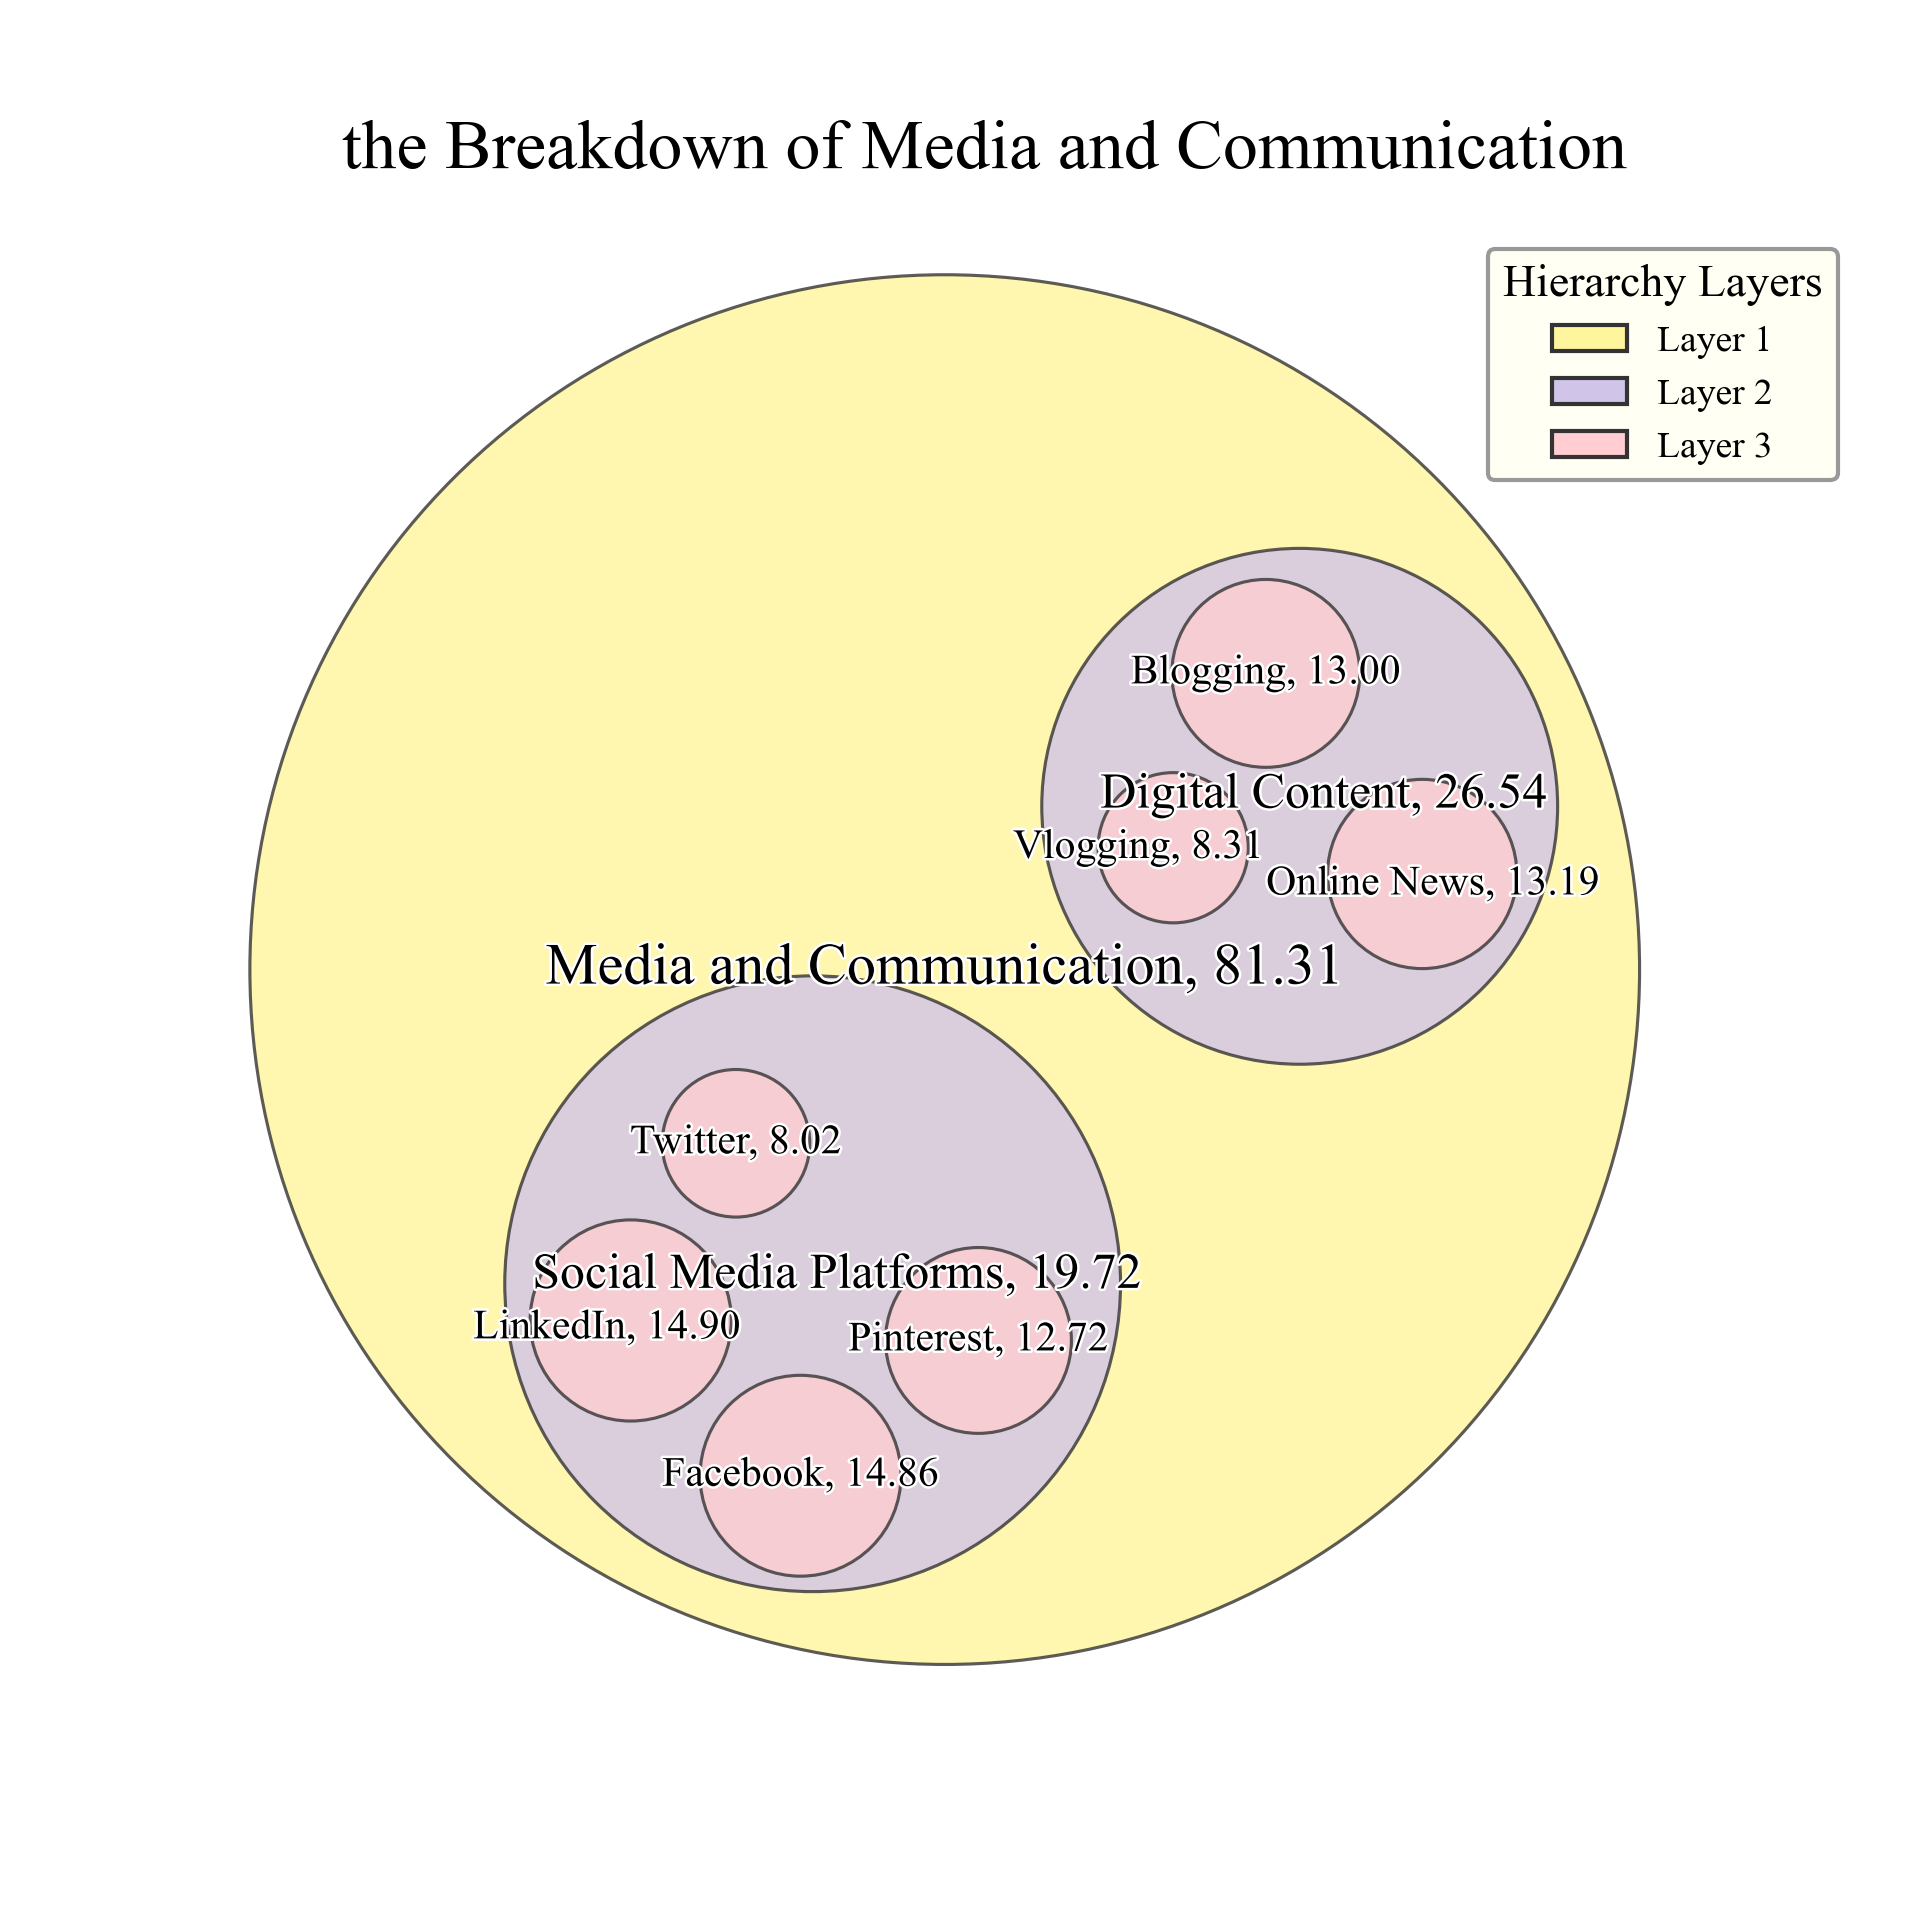 the Breakdown of Media and Communication
Hierarchy Layers
Layer 1
Layer 2
Layer 3
Blogging, 13.00
Digital Content, 26.54
Vlogging, 8.31
Online News, 13.19
Media and Communication, 81.31
Twitter, 8.02
Social Media Platforms, 19.72
LinkedIn, 14.90
Pinterest, 12.72
Facebook, 14.86